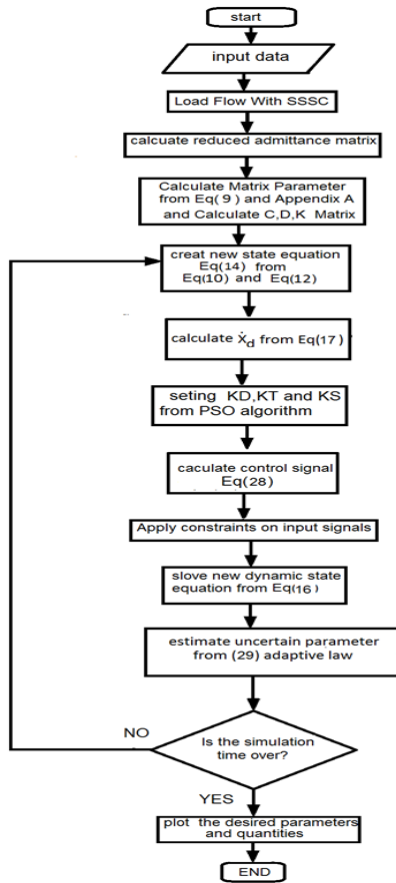 start
input data
Load Flow With SSSC
calcuate reduced admittance matrix
Calculate Matrix Parameter
from Eq(9) and Appendix A
and Calculate C,D,K Matrix
creat new state equation
Eq(14) from
Eq(10) and Eq(12)
calculate Ẋd from Eq(17)
seting KD,KT and KS
from PSO algorithm
caculate control signal
Eq(28)
Apply constraints on input signals
slove new dynamic state
equation from Eq(16)
estimate uncertain parameter
from (29) adaptive law
NO
Is the simulation
time over?
YES
plot the desired parameters
and quantities
END